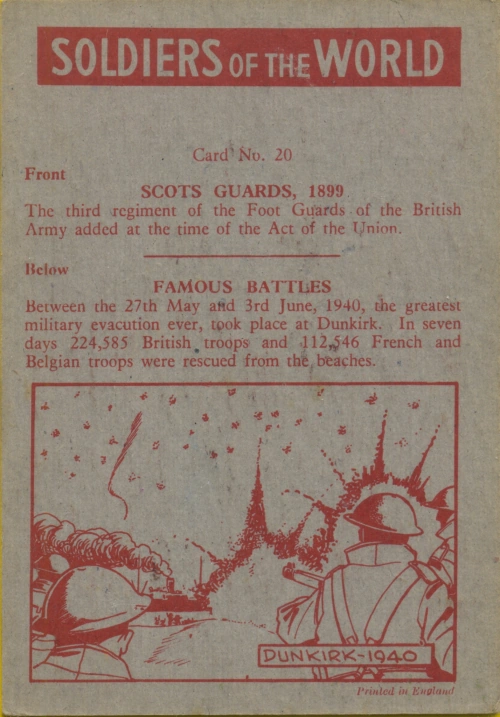 SOLDIERS OF THE WORLD
Card No. 20
Front
SCOTS GUARDS, 1899
The third regiment of the Foot Guards of the British
Army added at the time of the Act of the Union.
Below
FAMOUS BATTLES
Between the 27th May and 3rd June, 1940, the greatest
military evacution ever, took place at Dunkirk. In seven
days 224,585 British troops and 112,546 French and
Belgian troops were rescued from the beaches.
DUNKIRK-1940
Printed in England